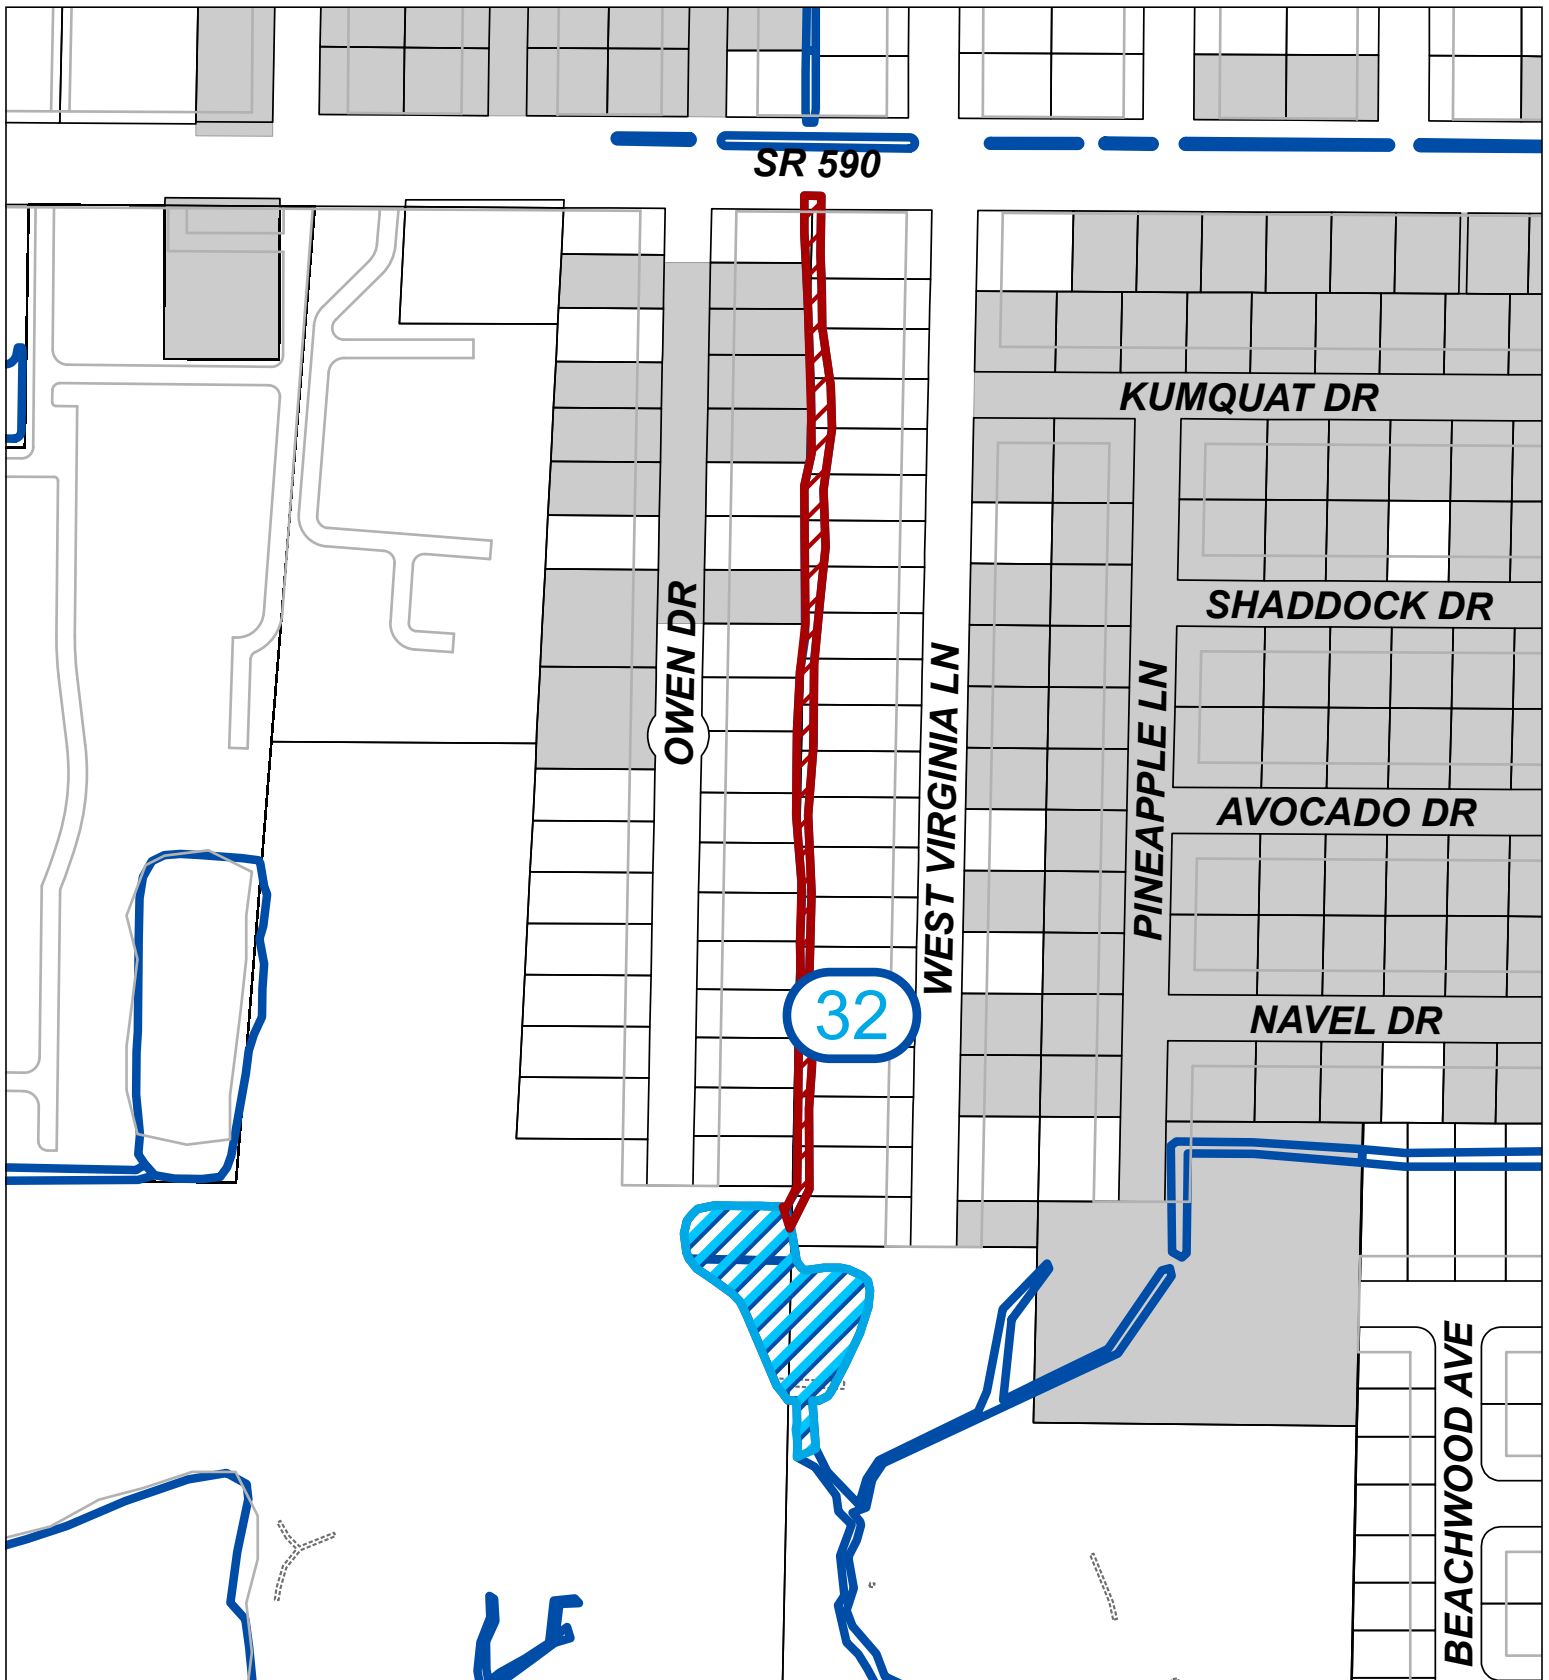 SR 590
KUMQUAT DR
SHADDOCK DR
OWEN DR
WEST VIRGINIA LN
PINEAPPLE LN
AVOCADO DR
32
NAVEL DR
BEACHWOOD AVE